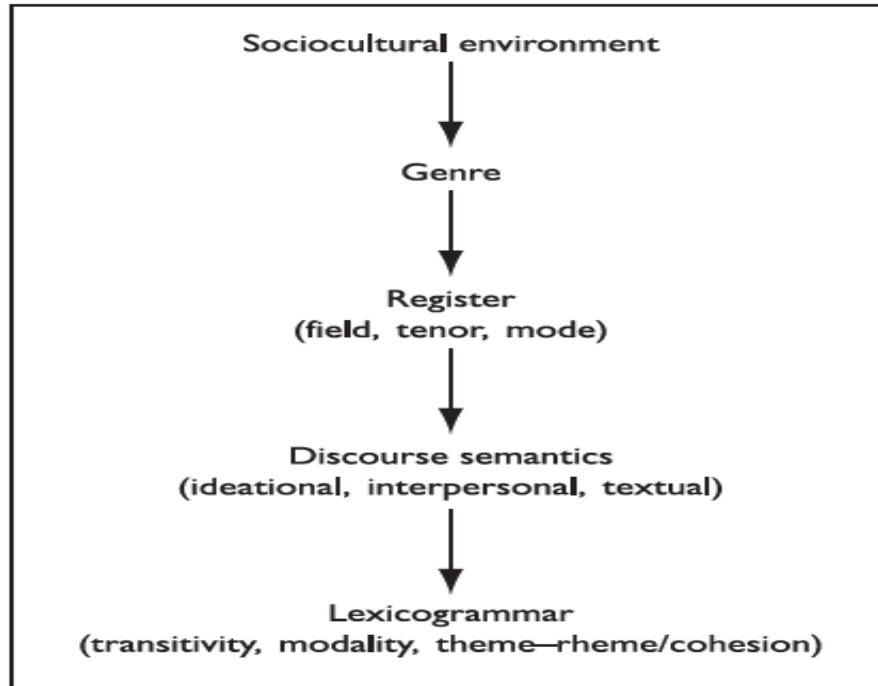 Sociocultural environment
Genre
Register
(field, tenor, mode)
Discourse semantics
(ideational, interpersonal, textual)
Lexicogrammar
(transitivity, modality, theme–rheme/cohesion)